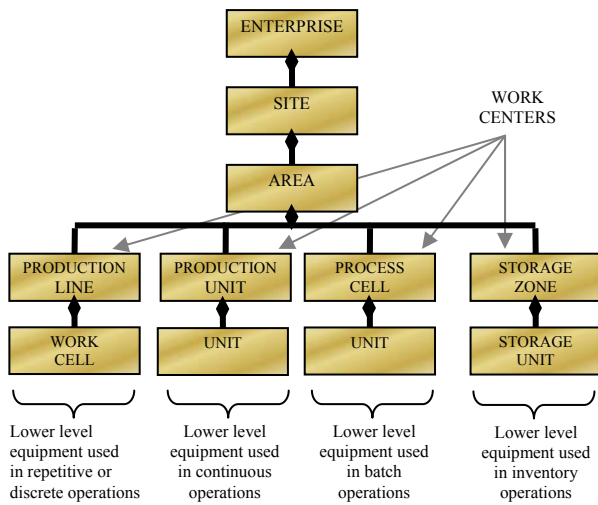 ENTERPRISE
SITE
WORK
CENTERS
AREA
PRODUCTION
LINE
PRODUCTION
UNIT
PROCESS
CELL
STORAGE
ZONE
WORK
CELL
UNIT
UNIT
STORAGE
UNIT
Lower level
equipment used
in repetitive or
discrete operations
Lower level
equipment used
in continuous
operations
Lower level
equipment used
in batch
operations
Lower level
equipment used
in inventory
operations